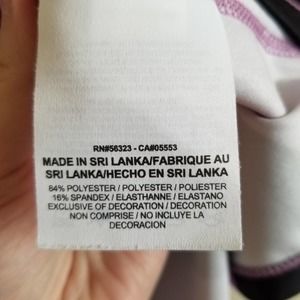 RN#56323 - CA#05553
MADE IN SRI LANKA/FABRIQUE AU
SRI LANKA/HECHO EN SRI LANKA
84% POLYESTER / POLYESTER / POLIESTER
16% SPANDEX / ELASTHANNE / ELASTANO
EXCLUSIVE OF DECORATION / DECORATION
NON COMPRISE / NO INCLUYE LA
DECORACION